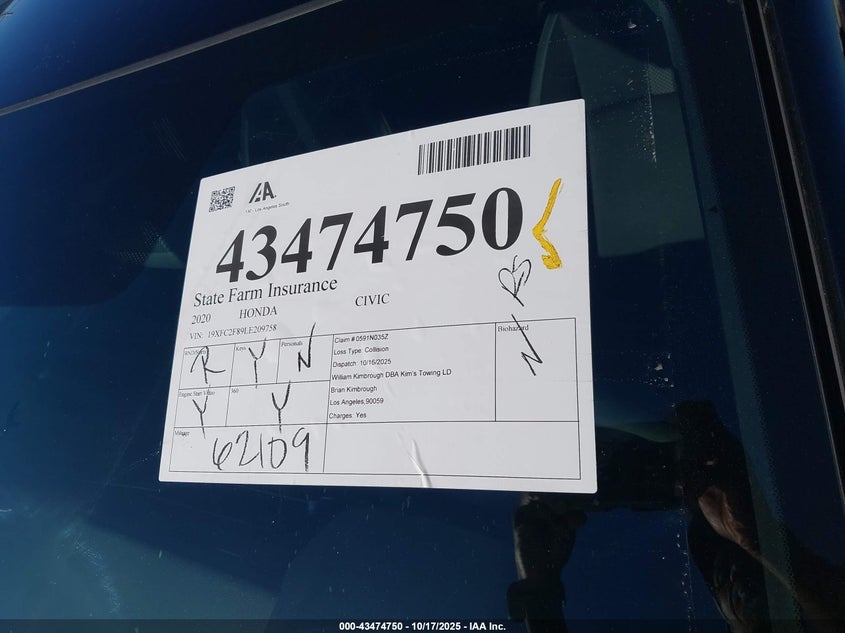 IAA
43474750
State Farm Insurance
2020 HONDA CIVIC
VIN: 19XFC2F89LE209758
R
Keys
Y
Personals
N
Claim # 0591N035Z
Loss Type: Collision
Dispatch: 10/16/2025
William Kimbrough DBA Kim's Towing LD
Brian Kimbrough
Los Angeles,90059
Charges: Yes
Biohazard
N
Engine Start Video
Y
360
Y
Mileage
62109
000-43474750 - 10/17/2025 - IAA Inc.